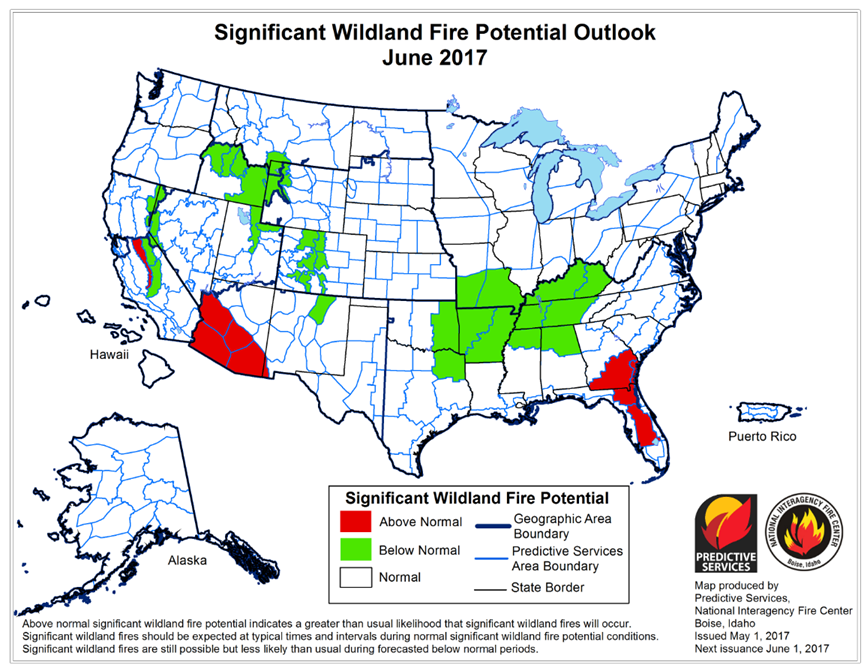 Significant Wildland Fire Potential Outlook
June 2017
Hawaii
Puerto Rico
Alaska
Significant Wildland Fire Potential
Above Normal
Below Normal
Normal
Geographic Area
Boundary
Predictive Services
Area Boundary
State Border
PREDICTIVE
SERVICES
NATIONAL INTERAGENCY FIRE CENTER
Boise, Idaho
Map produced by
Predictive Services,
National Interagency Fire Center
Boise, Idaho
Issued May 1, 2017
Next issuance June 1, 2017
Above normal significant wildland fire potential indicates a greater than usual likelihood that significant wildland fires will occur.
Significant wildland fires should be expected at typical times and intervals during normal significant wildland fire potential conditions.
Significant wildland fires are still possible but less likely than usual during forecasted below normal periods.